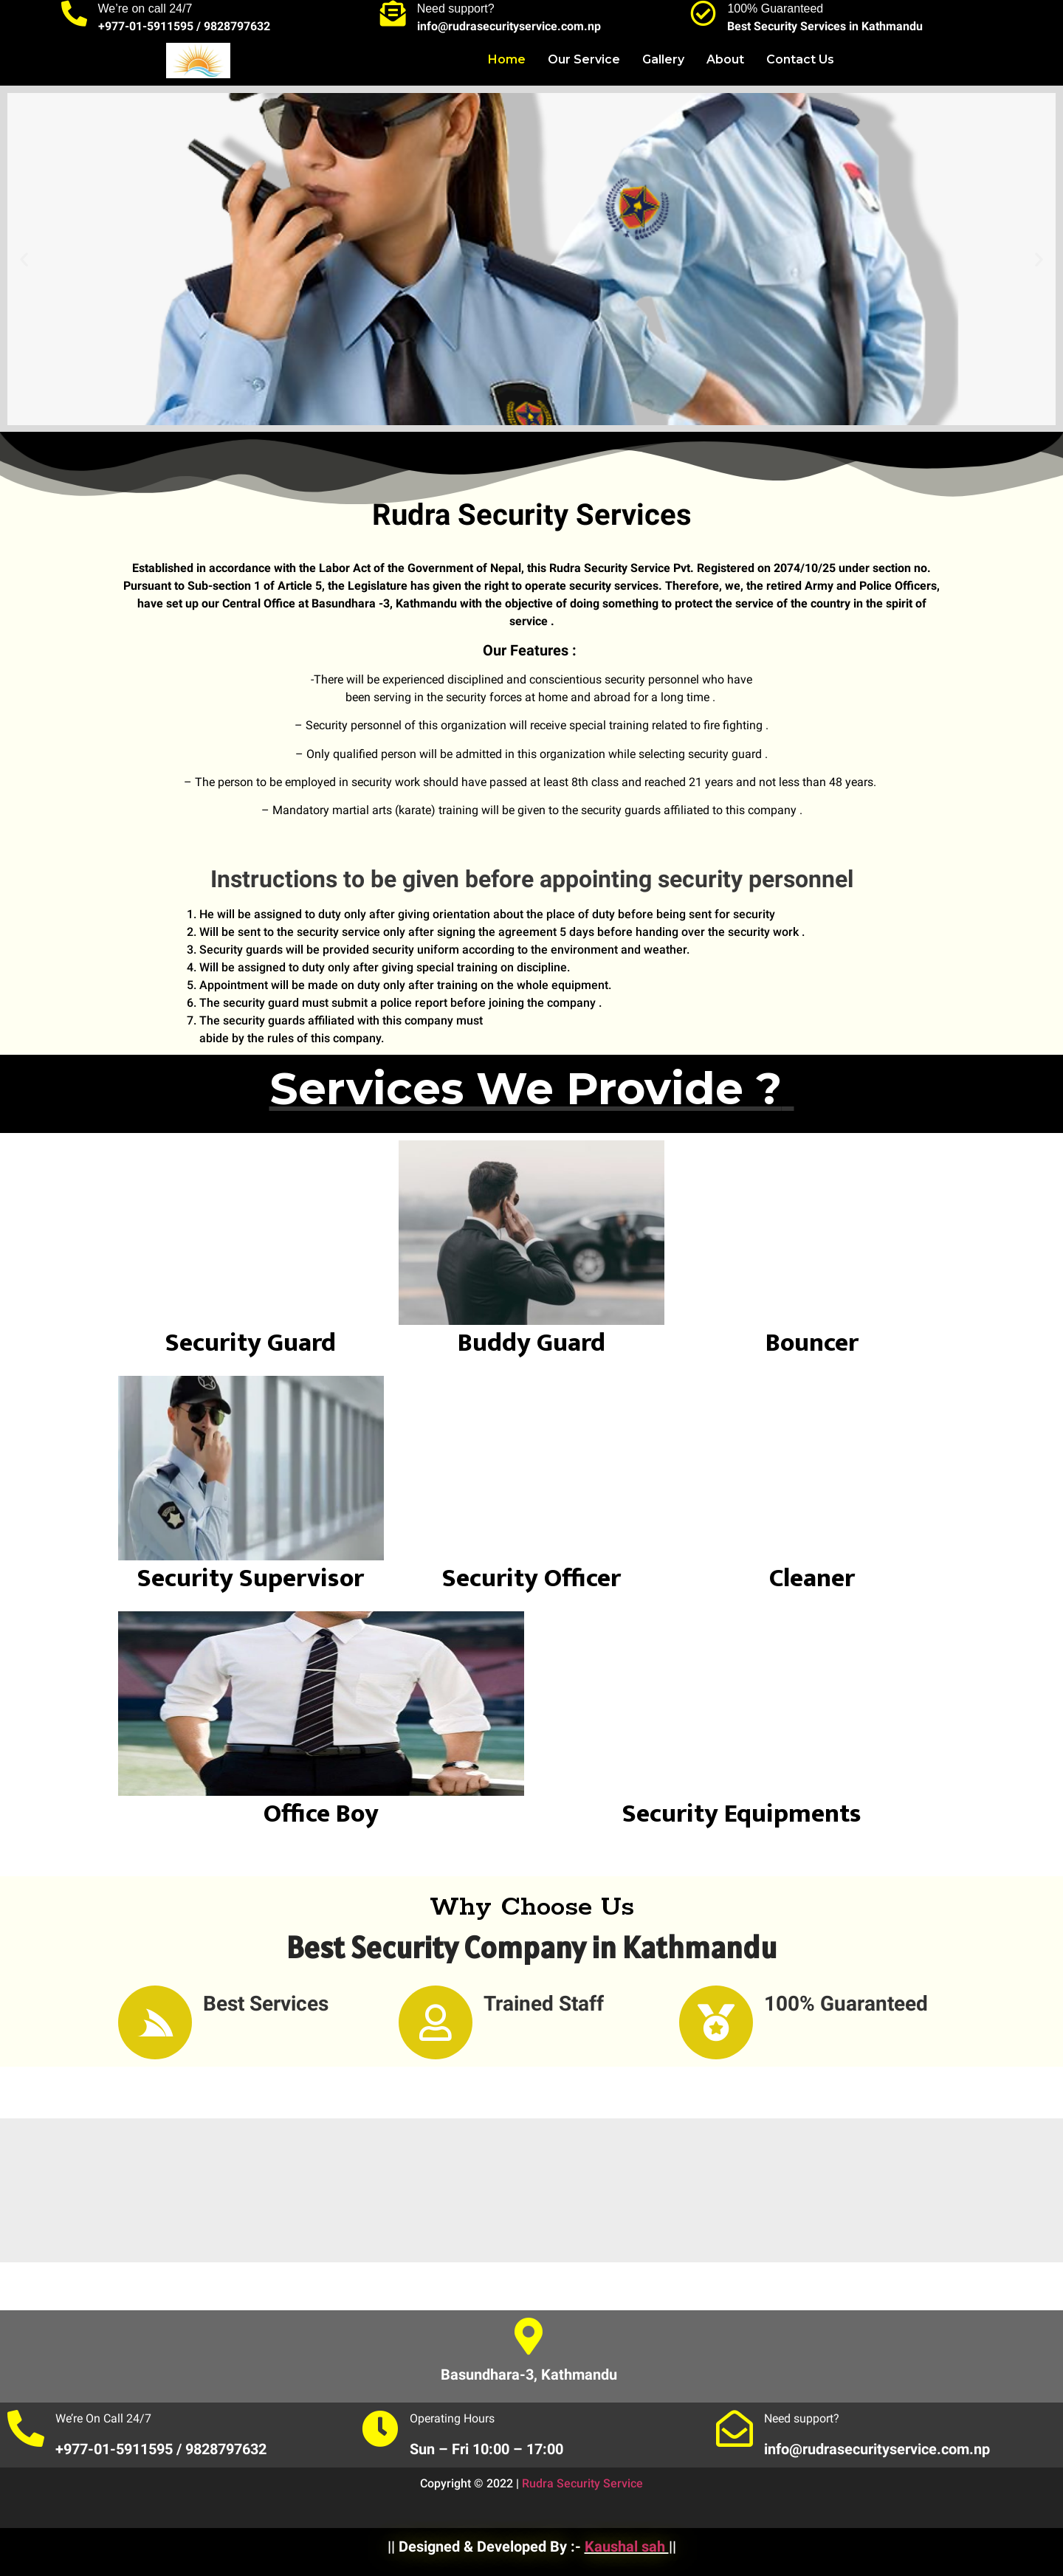 We're on call 24/7
+977-01-5911595 / 9828797632
Need support?
info@rudrasecurityservice.com.np
100% Guaranteed
Best Security Services in Kathmandu
Home
Our Service
Gallery
About
Contact Us
Rudra Security Services
Established in accordance with the Labor Act of the Government of Nepal, this Rudra Security Service Pvt. Registered on 2074/10/25 under section no.
Pursuant to Sub-section 1 of Article 5, the Legislature has given the right to operate security services. Therefore, we, the retired Army and Police Officers,
have set up our Central Office at Basundhara -3, Kathmandu with the objective of doing something to protect the service of the country in the spirit of
service .
Our Features :
-There will be experienced disciplined and conscientious security personnel who have
been serving in the security forces at home and abroad for a long time .
– Security personnel of this organization will receive special training related to fire fighting .
– Only qualified person will be admitted in this organization while selecting security guard .
– The person to be employed in security work should have passed at least 8th class and reached 21 years and not less than 48 years.
– Mandatory martial arts (karate) training will be given to the security guards affiliated to this company .
Instructions to be given before appointing security personnel
1. He will be assigned to duty only after giving orientation about the place of duty before being sent for security
2. Will be sent to the security service only after signing the agreement 5 days before handing over the security work .
3. Security guards will be provided security uniform according to the environment and weather.
4. Will be assigned to duty only after giving special training on discipline.
5. Appointment will be made on duty only after training on the whole equipment.
6. The security guard must submit a police report before joining the company .
7. The security guards affiliated with this company must
abide by the rules of this company.
Services We Provide ?
Security Guard
Buddy Guard
Bouncer
Security Supervisor
Security Officer
Cleaner
Office Boy
Security Equipments
Why Choose Us
Best Security Company in Kathmandu
Best Services
Trained Staff
100% Guaranteed
Basundhara-3, Kathmandu
We're On Call 24/7
+977-01-5911595 / 9828797632
Operating Hours
Sun – Fri 10:00 – 17:00
Need support?
info@rudrasecurityservice.com.np
Copyright © 2022 | Rudra Security Service
|| Designed & Developed By :- Kaushal sah ||